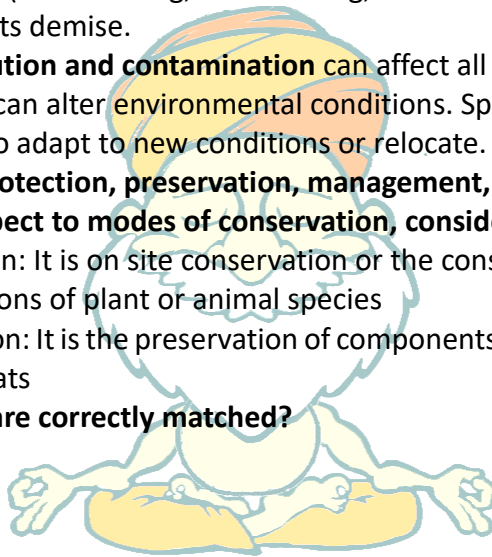 ts demise.
ution and contamination can affect all
can alter environmental conditions. Sp
o adapt to new conditions or relocate.
otection, preservation, management,
pect to modes of conservation, conside
n: It is on site conservation or the cons
ons of plant or animal species
on: It is the preservation of components
ats
are correctly matched?